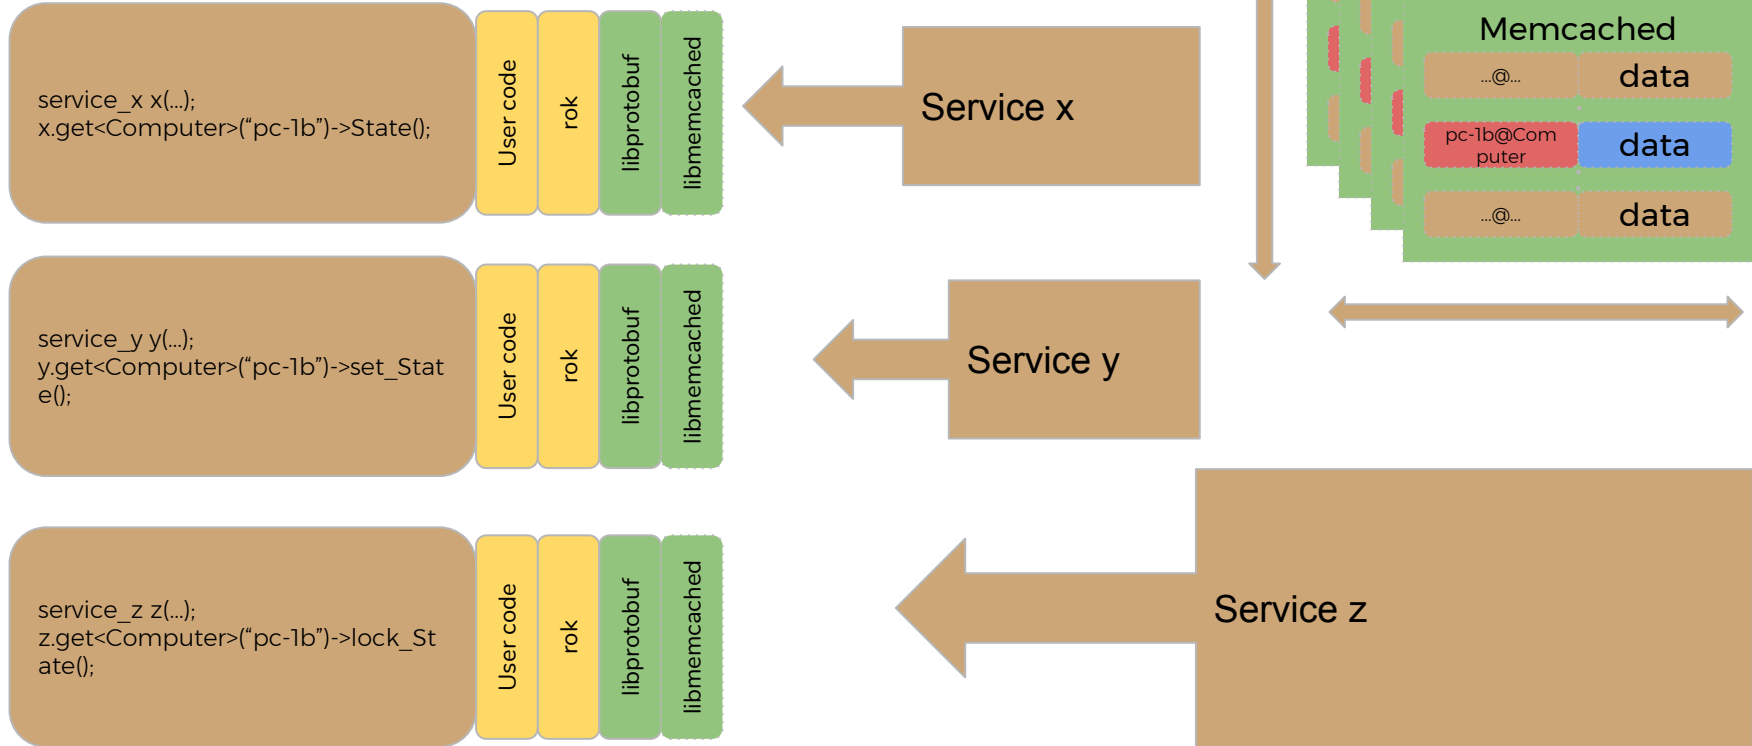 service_x x(...);
x.get<Computer>(“pc-1b”)->State();
User code
rok
libprotobuf
libmemcached
Service x
Memcached
...@...
data
pc-1b@Com
puter
data
...@...
data
service_y y(...);
y.get<Computer>(“pc-1b”)->set_Stat
e();
User code
rok
libprotobuf
libmemcached
Service y
service_z z(...);
z.get<Computer>(“pc-1b”)->lock_St
ate();
User code
rok
libprotobuf
libmemcached
Service z